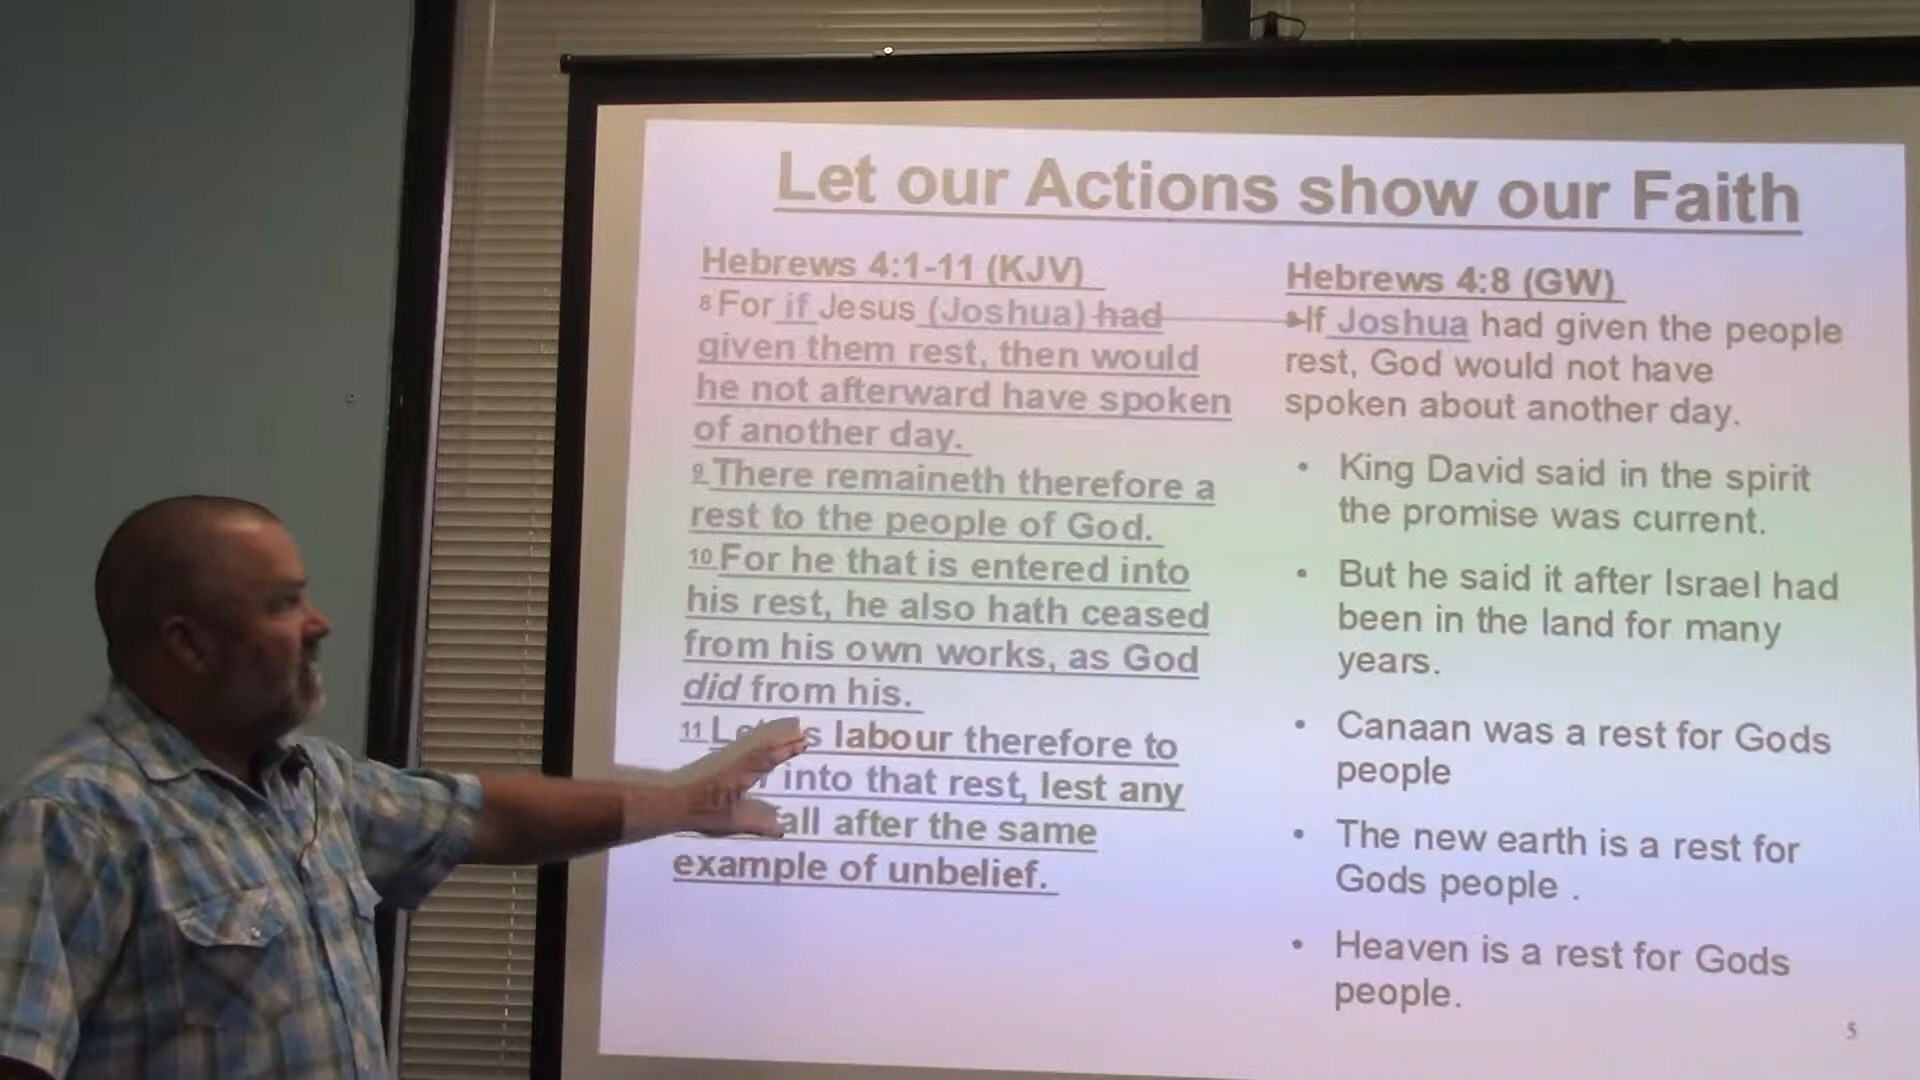 Let our Actions show our Faith
Hebrews 4:1-11 (KJV)
8 For if Jesus (Joshua) had
given them rest, then would
he not afterward have spoken
of another day.
9 There remaineth therefore a
rest to the people of God.
10 For he that is entered into
his rest, he also hath ceased
from his own works, as God
did from his.
11 labour therefore to
into that rest, lest any
after the same
example of unbelief.
Hebrews 4:8 (GW)
If Joshua had given the people
rest, God would not have
spoken about another day.
• King David said in the spirit
the promise was current.
• But he said it after Israel had
been in the land for many
years.
• Canaan was a rest for Gods
people
• The new earth is a rest for
Gods people .
• Heaven is a rest for Gods
people.
5